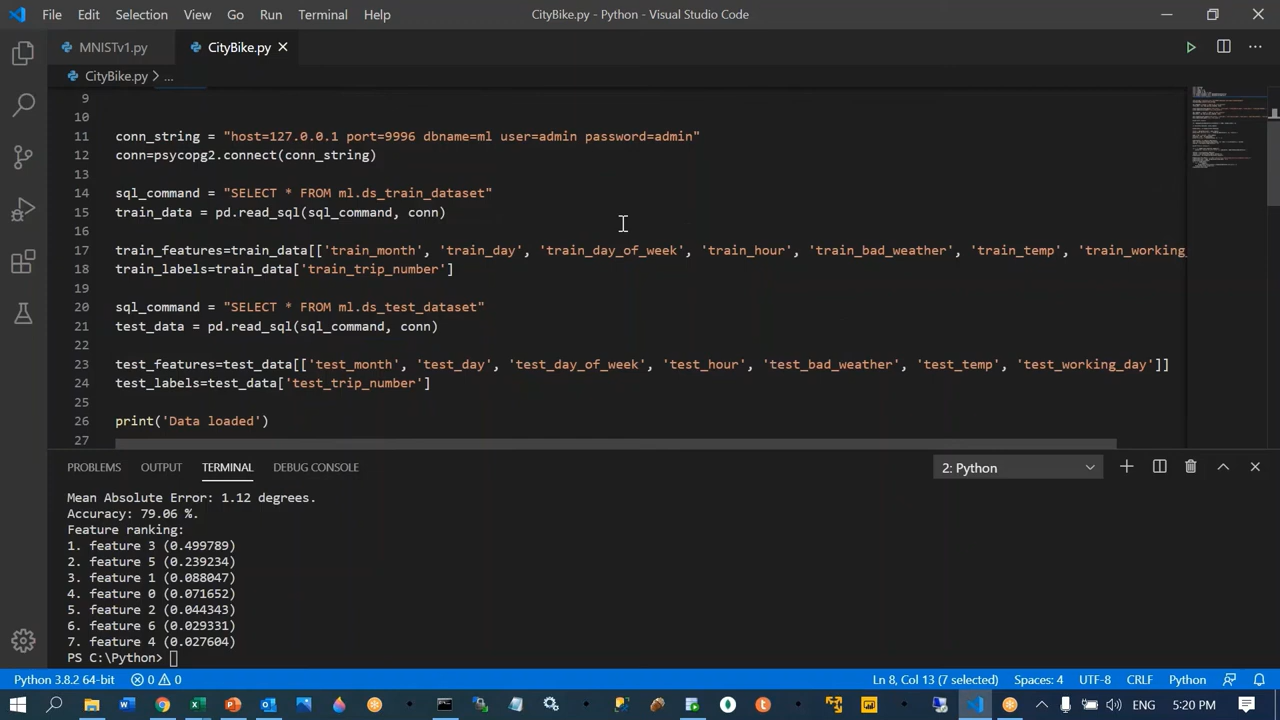 File Edit Selection View Go Run Terminal Help CityBike.py - Python - Visual Studio Code
MNISTv1.py CityBike.py
CityBike.py > ...
9
10
11 conn_string = "host=127.0.0.1 port=9996 dbname=ml user=admin password=admin"
12 conn=psycopg2.connect(conn_string)
13
14 sql_command = "SELECT * FROM ml.ds_train_dataset"
15 train_data = pd.read_sql(sql_command, conn)
16
17 train_features=train_data[['train_month', 'train_day', 'train_day_of_week', 'train_hour', 'train_bad_weather', 'train_temp', 'train_working_
18 train_labels=train_data['train_trip_number']
19
20 sql_command = "SELECT * FROM ml.ds_test_dataset"
21 test_data = pd.read_sql(sql_command, conn)
22
23 test_features=test_data[['test_month', 'test_day', 'test_day_of_week', 'test_hour', 'test_bad_weather', 'test_temp', 'test_working_day']]
24 test_labels=test_data['test_trip_number']
25
26 print('Data loaded')
27
PROBLEMS OUTPUT TERMINAL DEBUG CONSOLE 2: Python
Mean Absolute Error: 1.12 degrees.
Accuracy: 79.06 %.
Feature ranking:
1. feature 3 (0.499789)
2. feature 5 (0.239234)
3. feature 1 (0.088047)
4. feature 0 (0.071652)
5. feature 2 (0.044343)
6. feature 6 (0.029331)
7. feature 4 (0.027604)
PS C:\Python>
Python 3.8.2 64-bit 0 0 Ln 8, Col 13 (7 selected) Spaces: 4 UTF-8 CRLF Python
ENG 5:20 PM